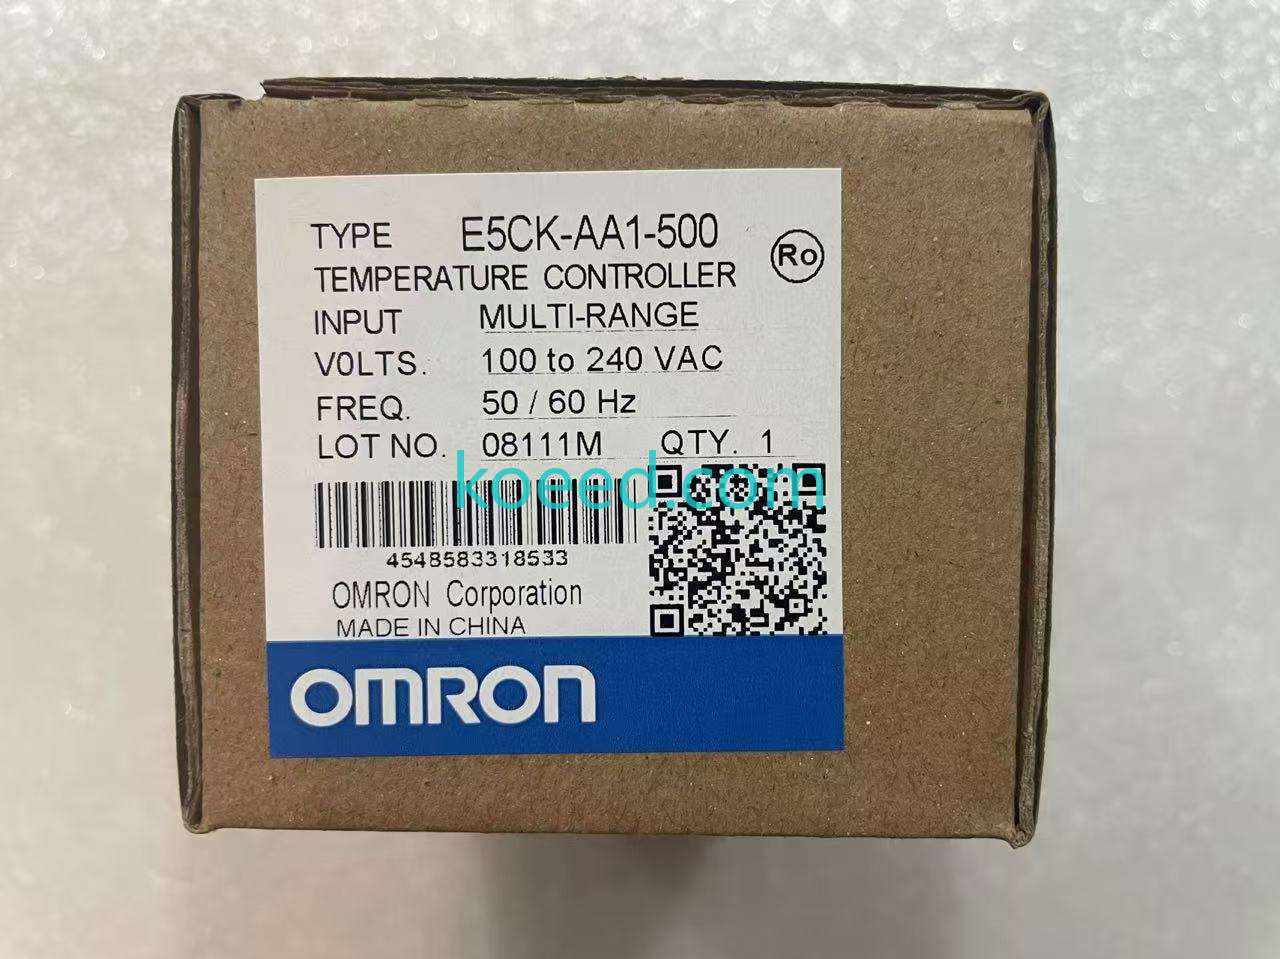 TYPE E5CK-AA1-500
Ro
TEMPERATURE CONTROLLER
INPUT MULTI-RANGE
VOLTS. 100 to 240 VAC
FREQ. 50 / 60 Hz
LOT NO. 08111M QTY. 1
koeed.com
4548583318533
OMRON Corporation
MADE IN CHINA
OMRON